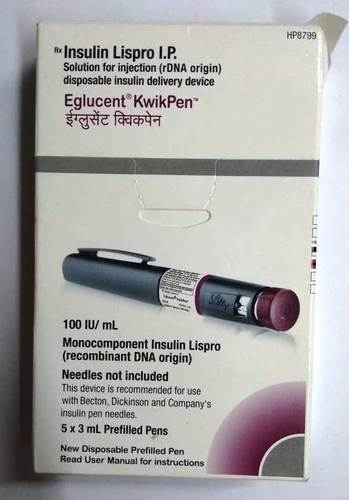 HP8799
Rx Insulin Lispro I.P.
Solution for injection (rDNA origin)
disposable insulin delivery device
Eglucent® KwikPen™
ईग्लुसेंट क्विकपेन
Lilly
100 IU/ mL
Monocomponent Insulin Lispro
(recombinant DNA origin)
Needles not included
This device is recommended for use
with Becton, Dickinson and Company's
insulin pen needles.
5 x 3 mL Prefilled Pens
New Disposable Prefilled Pen
Read User Manual for instructions